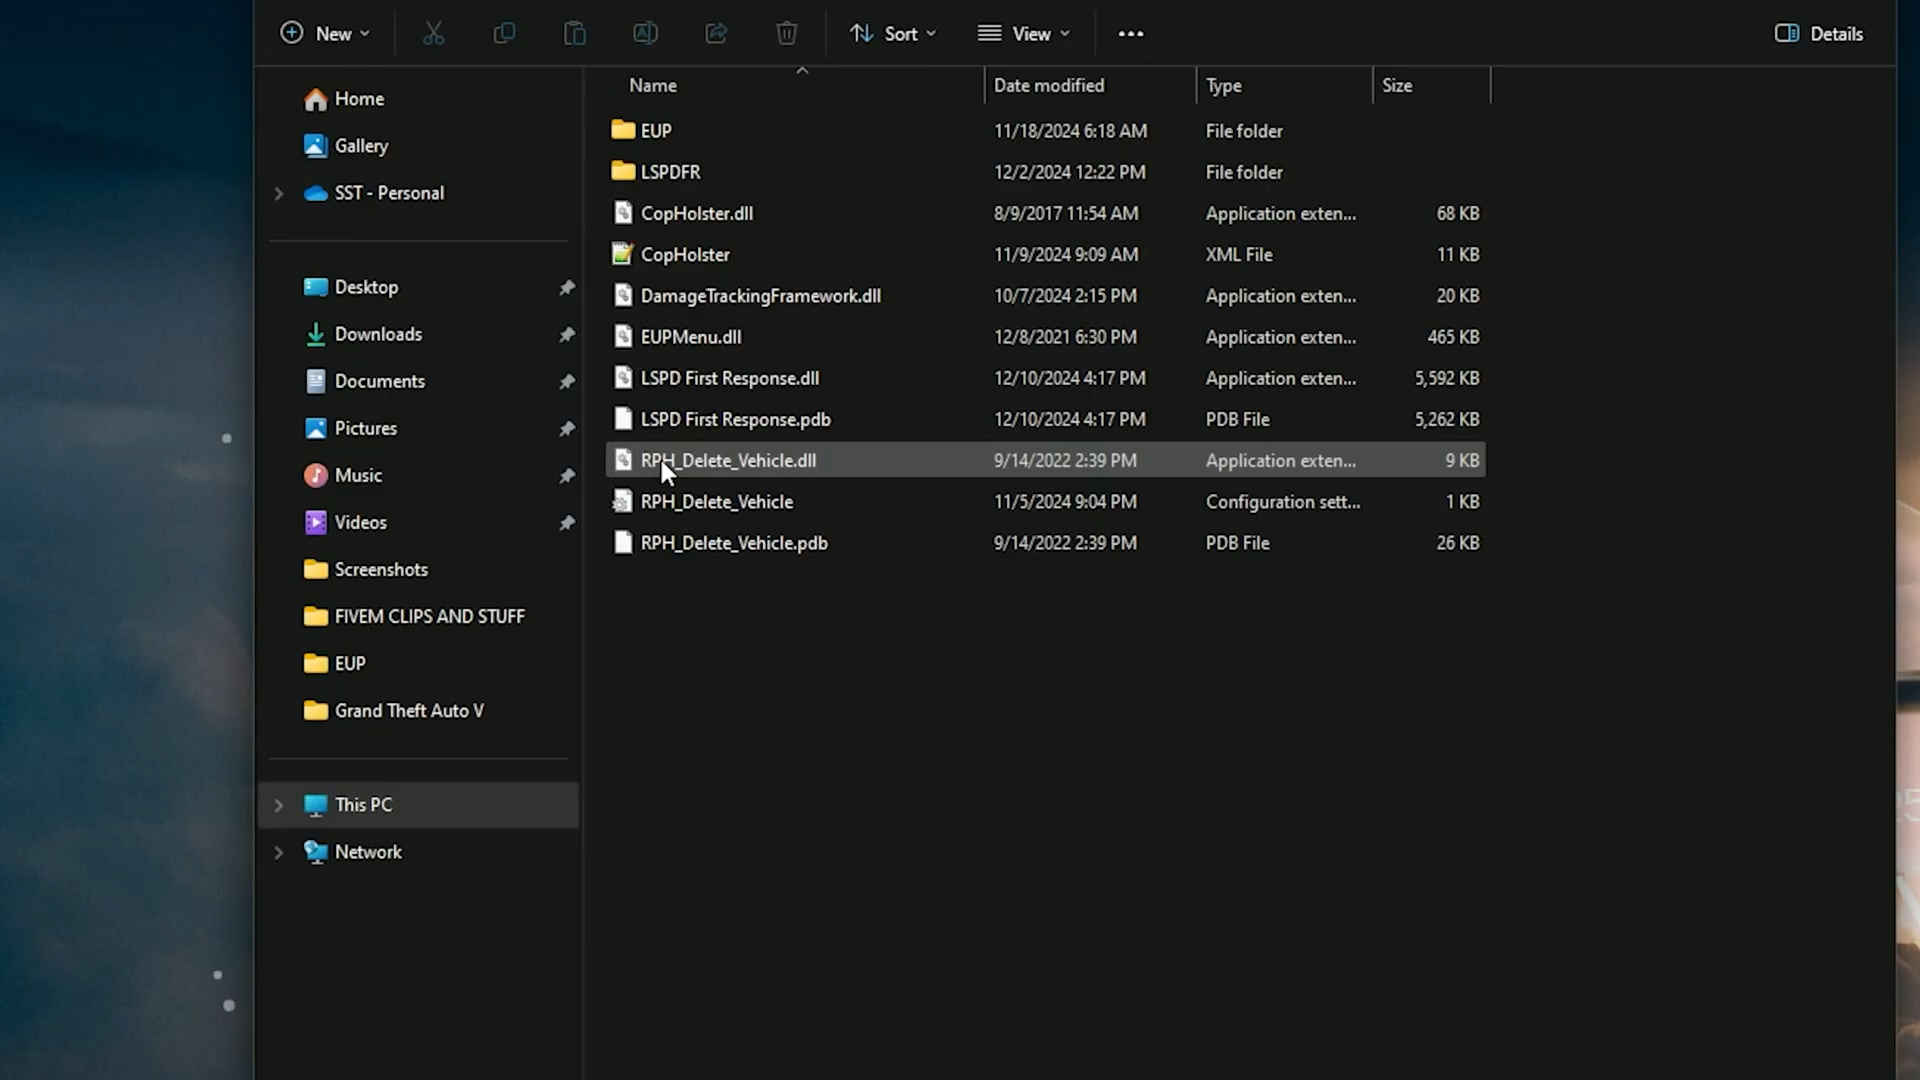 New Sort View ••• Details
Name Date modified Type Size
Home
Gallery
SST - Personal
Desktop
Downloads
Documents
Pictures
Music
Videos
Screenshots
FIVEM CLIPS AND STUFF
EUP
Grand Theft Auto V
This PC
Network
EUP 11/18/2024 6:18 AM File folder
LSPDFR 12/2/2024 12:22 PM File folder
CopHolster.dll 8/9/2017 11:54 AM Application exten... 68 KB
CopHolster 11/9/2024 9:09 AM XML File 11 KB
DamageTrackingFramework.dll 10/7/2024 2:15 PM Application exten... 20 KB
EUPMenu.dll 12/8/2021 6:30 PM Application exten... 465 KB
LSPD First Response.dll 12/10/2024 4:17 PM Application exten... 5,592 KB
LSPD First Response.pdb 12/10/2024 4:17 PM PDB File 5,262 KB
RPH_Delete_Vehicle.dll 9/14/2022 2:39 PM Application exten... 9 KB
RPH_Delete_Vehicle 11/5/2024 9:04 PM Configuration sett... 1 KB
RPH_Delete_Vehicle.pdb 9/14/2022 2:39 PM PDB File 26 KB